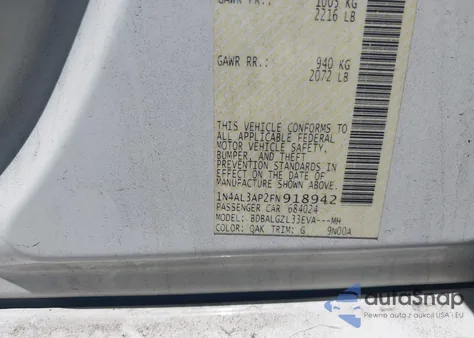 GAWR FR.: 1005 KG
2216 LB
GAWR RR.: 940 KG
2072 LB
THIS VEHICLE CONFORMS TO
ALL APPLICABLE FEDERAL
MOTOR VEHICLE SAFETY,
BUMPER, AND THEFT
PREVENTION STANDARDS IN
EFFECT ON THE DATE OF
MANUFACTURE SHOWN ABOVE.
1N4AL3AP2FN918942
PASSENGER CAR 684024
MODEL: BDBALGZL33EVA---MH
COLOR: QAK TRIM: G 9N00A
autoSnap
Pewne auta z aukcji USA i EU